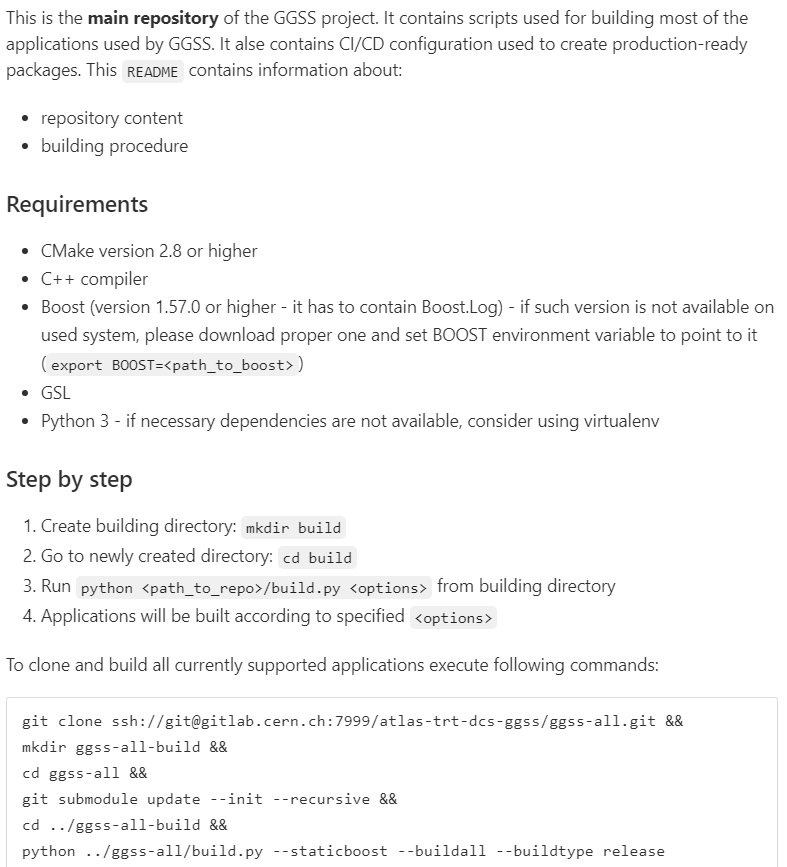 This is the main repository of the GGSS project. It contains scripts used for building most of the
applications used by GGSS. It alse contains CI/CD configuration used to create production-ready
packages. This README contains information about:
• repository content
• building procedure
Requirements
• CMake version 2.8 or higher
• C++ compiler
• Boost (version 1.57.0 or higher - it has to contain Boost.Log) - if such version is not available on
used system, please download proper one and set BOOST environment variable to point to it
( export BOOST=<path_to_boost> )
• GSL
• Python 3 - if necessary dependencies are not available, consider using virtualenv
Step by step
1. Create building directory: mkdir build
2. Go to newly created directory: cd build
3. Run python <path_to_repo>/build.py <options> from building directory
4. Applications will be built according to specified <options>
To clone and build all currently supported applications execute following commands:
git clone ssh://git@gitlab.cern.ch:7999/atlas-trt-dcs-ggss/ggss-all.git &&
mkdir ggss-all-build &&
cd ggss-all &&
git submodule update --init --recursive &&
cd ../ggss-all-build &&
python ../ggss-all/build.py --staticboost --buildall --buildtype release